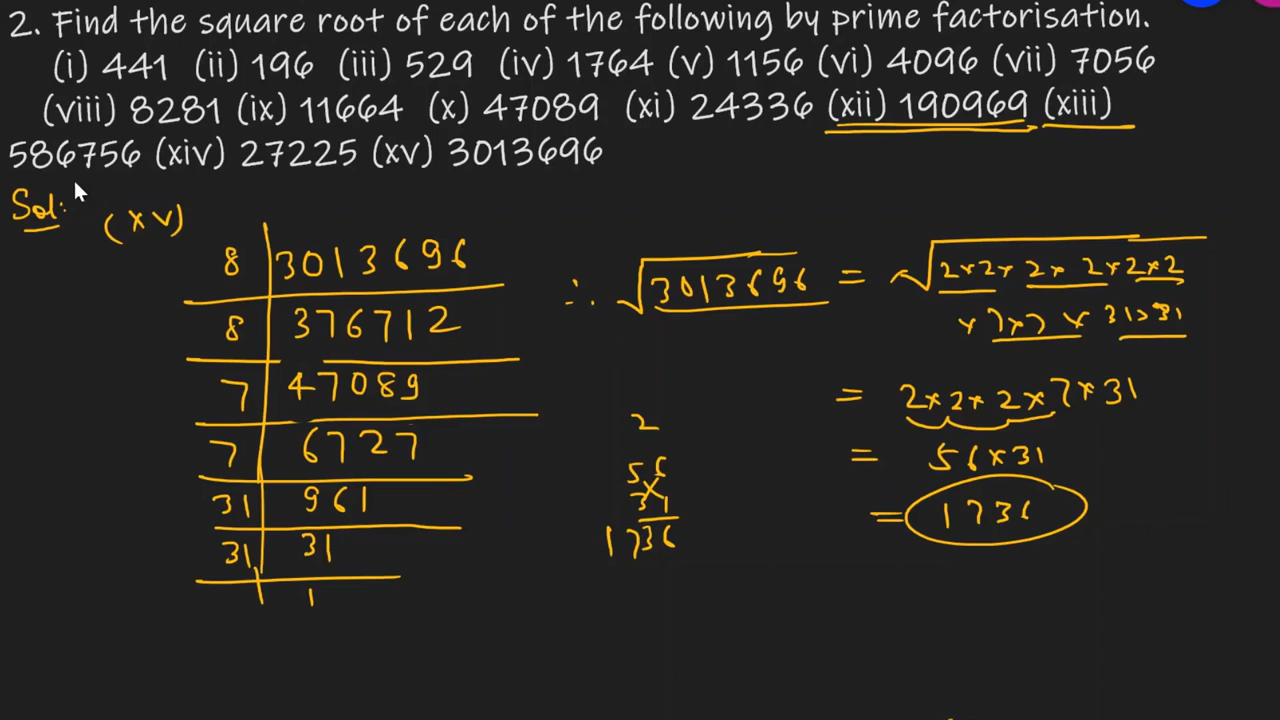 2. Find the square root of each of the following by prime factorisation.
(i) 441 (ii) 196 (iii) 529 (iv) 1764 (v) 1156 (vi) 4096 (vii) 7056
(viii) 8281 (ix) 11664 (x) 47089 (xi) 24336 (xii) 190969 (xiii)
586756 (xiv) 27225 (xv) 3013696
Sol:
(xv)
8 | 3013696
8 | 376712
7 | 47089
7 | 6727
31 | 961
31 | 31
| 1
∴ √3013696 = √2×2×2×2×2×2
×7×7×31×31
= 2×2×2×7×31
= 56×31
= 1736
2
56
×
31
1736